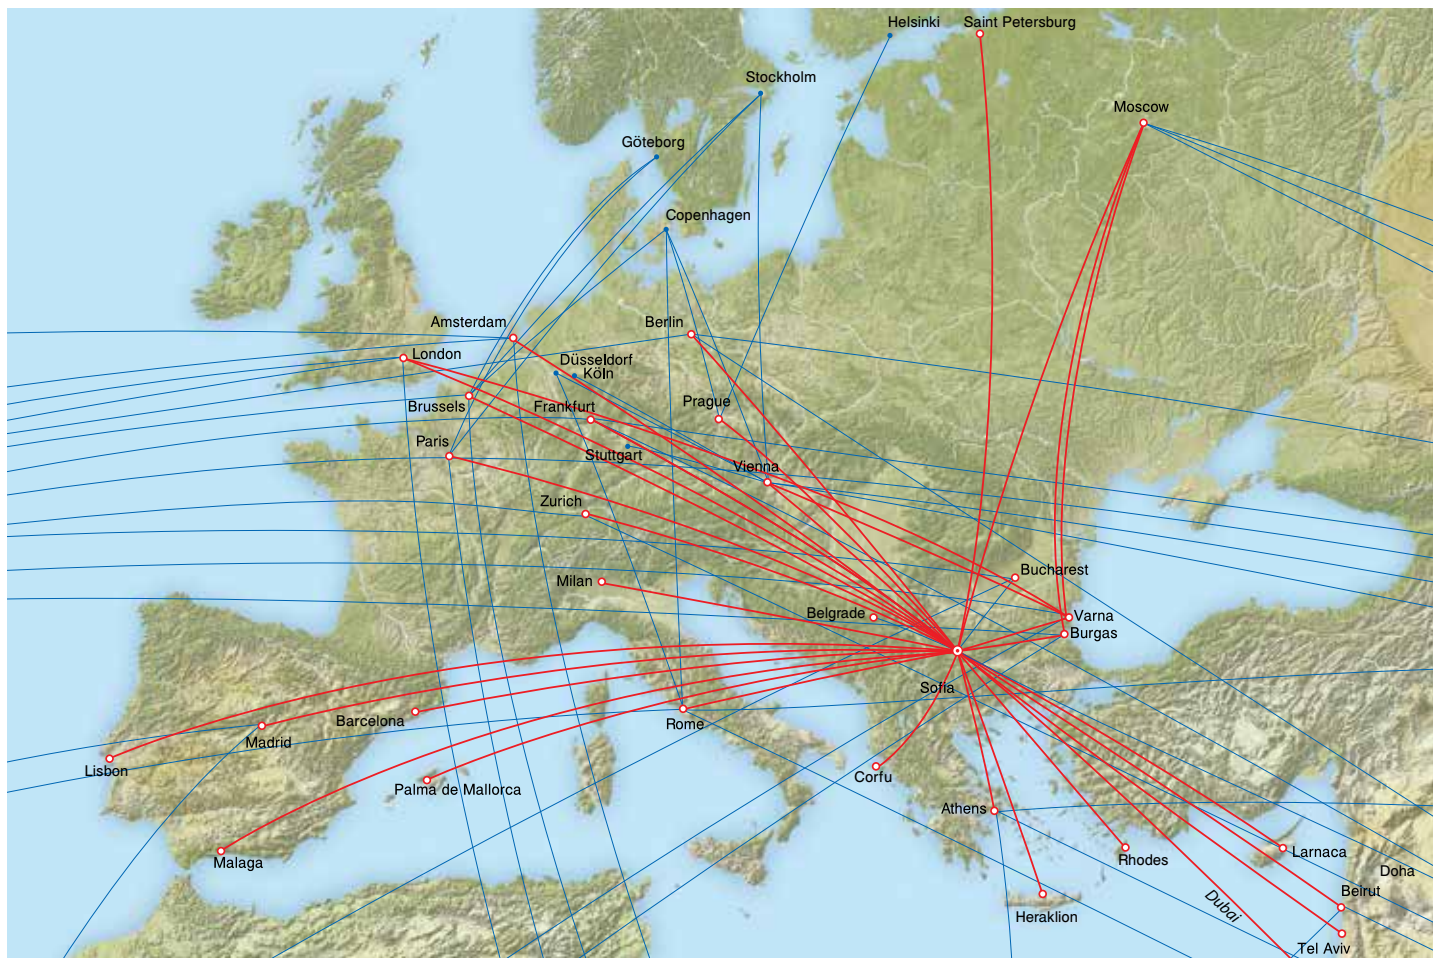 Helsinki
Saint Petersburg
Stockholm
Moscow
Göteborg
Copenhagen
Amsterdam
Berlin
London
Düsseldorf
Köln
Brussels
Frankfurt
Prague
Paris
Stuttgart
Vienna
Zurich
Milan
Bucharest
Belgrade
Varna
Burgas
Sofia
Barcelona
Rome
Madrid
Lisbon
Corfu
Palma de Mallorca
Athens
Malaga
Rhodes
Larnaca
Doha
Beirut
Dubai
Heraklion
Tel Aviv